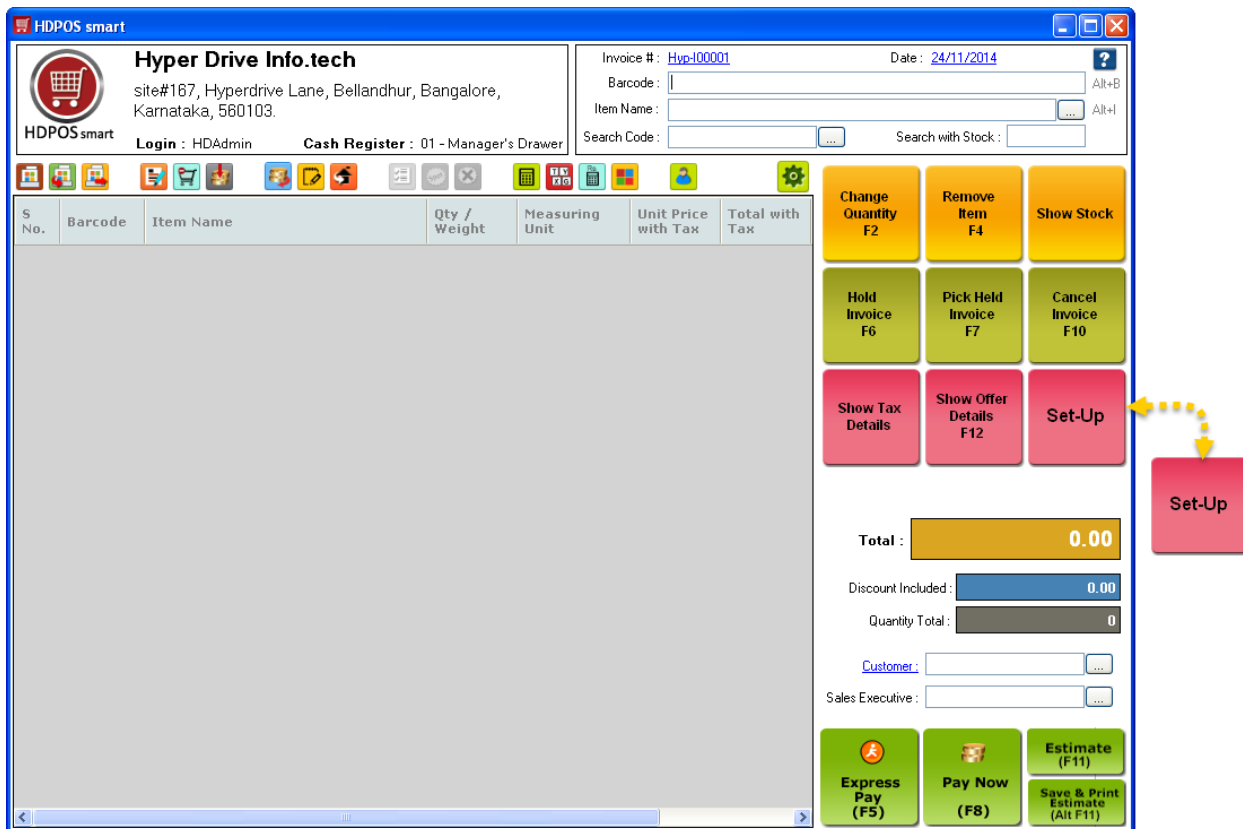 HDPOS smart
Hyper Drive Info.tech
site#167, Hyperdrive Lane, Bellandhur, Bangalore,
Karnataka, 560103.
HDPOS smart
Login : HDAdmin Cash Register : 01 - Manager's Drawer
Invoice # : Hyp-I00001 Date : 24/11/2014 ?
Barcode : Alt+B
Item Name : ... Alt+I
Search Code : ... Search with Stock :
S No. Barcode Item Name Qty / Weight Measuring Unit Unit Price with Tax Total with Tax
Change
Quantity
F2
Remove
Item
F4
Show Stock
Hold
Invoice
F6
Pick Held
Invoice
F7
Cancel
Invoice
F10
Show Tax
Details
Show Offer
Details
F12
Set-Up
Set-Up
Total : 0.00
Discount Included : 0.00
Quantity Total : 0
Customer : ...
Sales Executive : ...
Express
Pay
(F5)
Pay Now
(F8)
Estimate
(F11)
Save & Print
Estimate
(Alt F11)